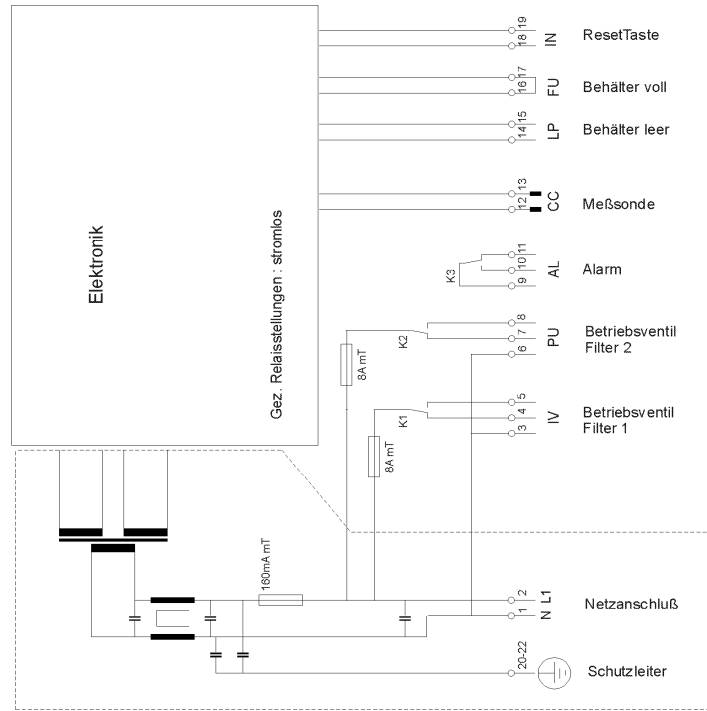 Elektronik
Gez. Relaisstellungen : stromlos
19
18
IN
ResetTaste
17
16
FU
Behälter voll
15
14
LP
Behälter leer
13
12
CC
Meßsonde
11
10
9
K3
AL
Alarm
8
7
6
K2
8A mT
PU
Betriebsventil
Filter 2
5
4
3
K1
8A mT
IV
Betriebsventil
Filter 1
160mA mT
2
L1
1
N
Netzanschluß
20-22
Schutzleiter